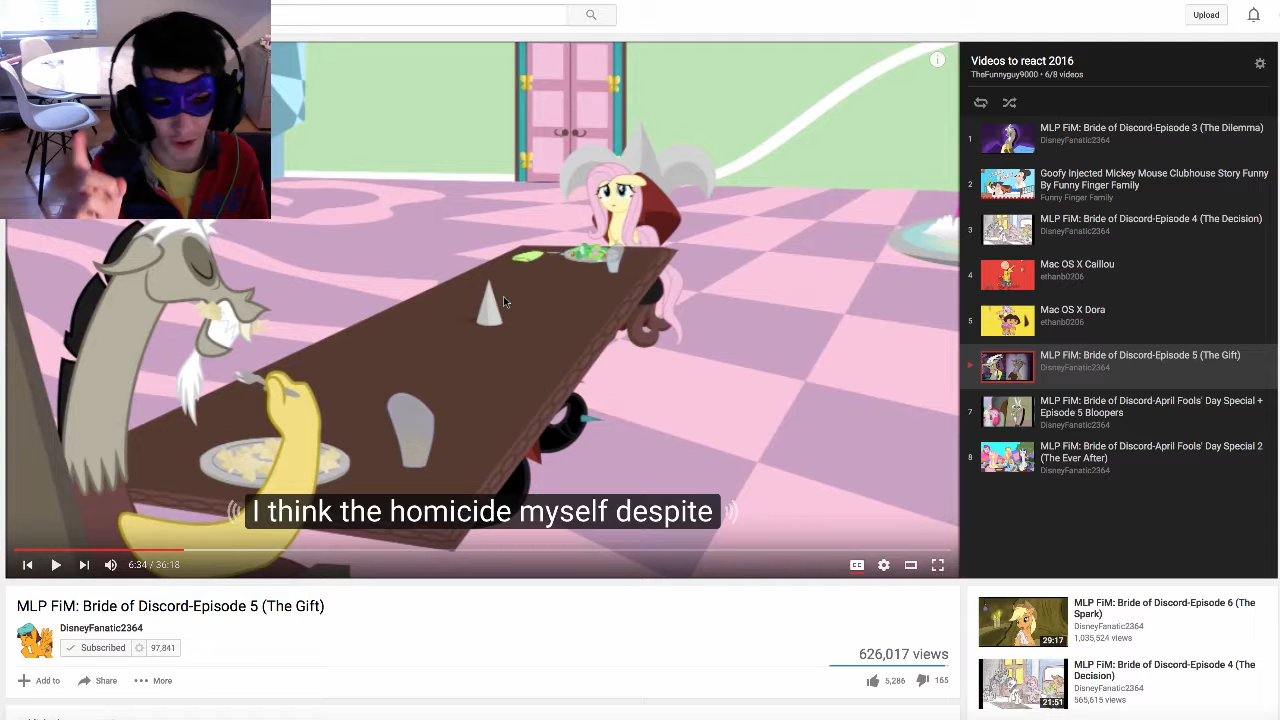 Upload
I think the homicide myself despite
6:34 / 36:18
CC
MLP FiM: Bride of Discord-Episode 5 (The Gift)
DisneyFanatic2364
Subscribed 97,841
626,017 views
Add to Share More
5,286 165
Videos to react 2016
TheFunnyguy9000 • 6/8 videos
1 MLP FiM: Bride of Discord-Episode 3 (The Dilemma)
DisneyFanatic2364
2 Goofy Injected Mickey Mouse Clubhouse Story Funny
By Funny Finger Family
Funny Finger Family
3 MLP FiM: Bride of Discord-Episode 4 (The Decision)
DisneyFanatic2364
4 Mac OS X Caillou
ethanb0206
5 Mac OS X Dora
ethanb0206
MLP FiM: Bride of Discord-Episode 5 (The Gift)
DisneyFanatic2364
7 MLP FiM: Bride of Discord-April Fools' Day Special +
Episode 5 Bloopers
DisneyFanatic2364
8 MLP FiM: Bride of Discord-April Fools' Day Special 2
(The Ever After)
DisneyFanatic2364
MLP FiM: Bride of Discord-Episode 6 (The
Spark)
DisneyFanatic2364
1,035,524 views
29:17
MLP FiM: Bride of Discord-Episode 4 (The
Decision)
DisneyFanatic2364
565,615 views
21:51